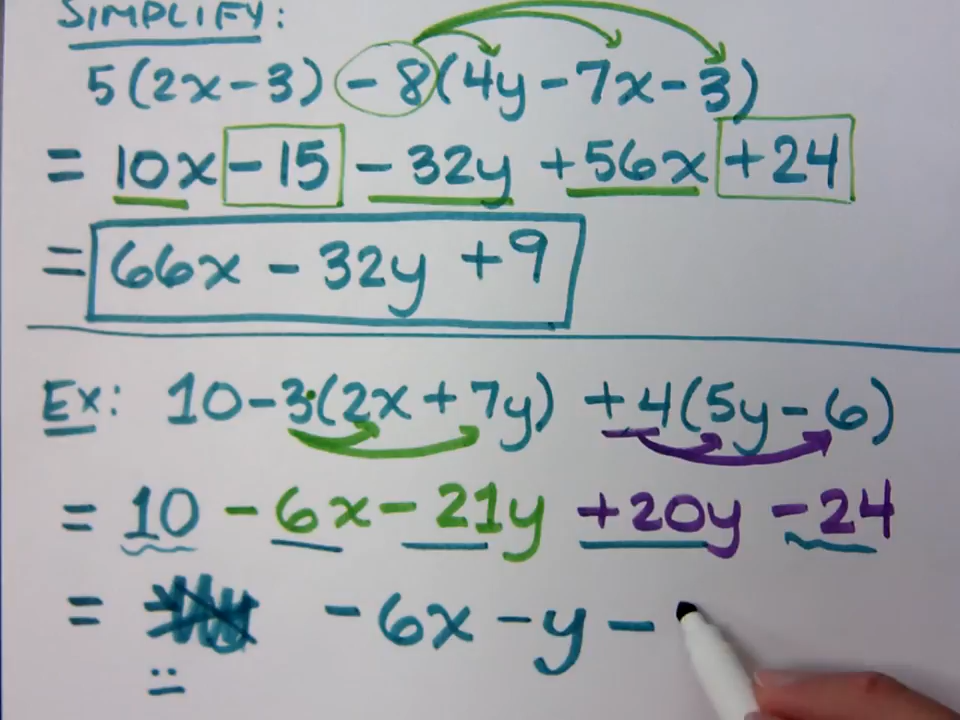 SIMPLIFY:
5(2x-3) -8(4y-7x-3)
= 10x -15 -32y +56x +24
= 66x - 32y +9
Ex: 10-3·(2x+7y) +4(5y-6)
= 10 -6x -21y +20y -24
= -6x -y -